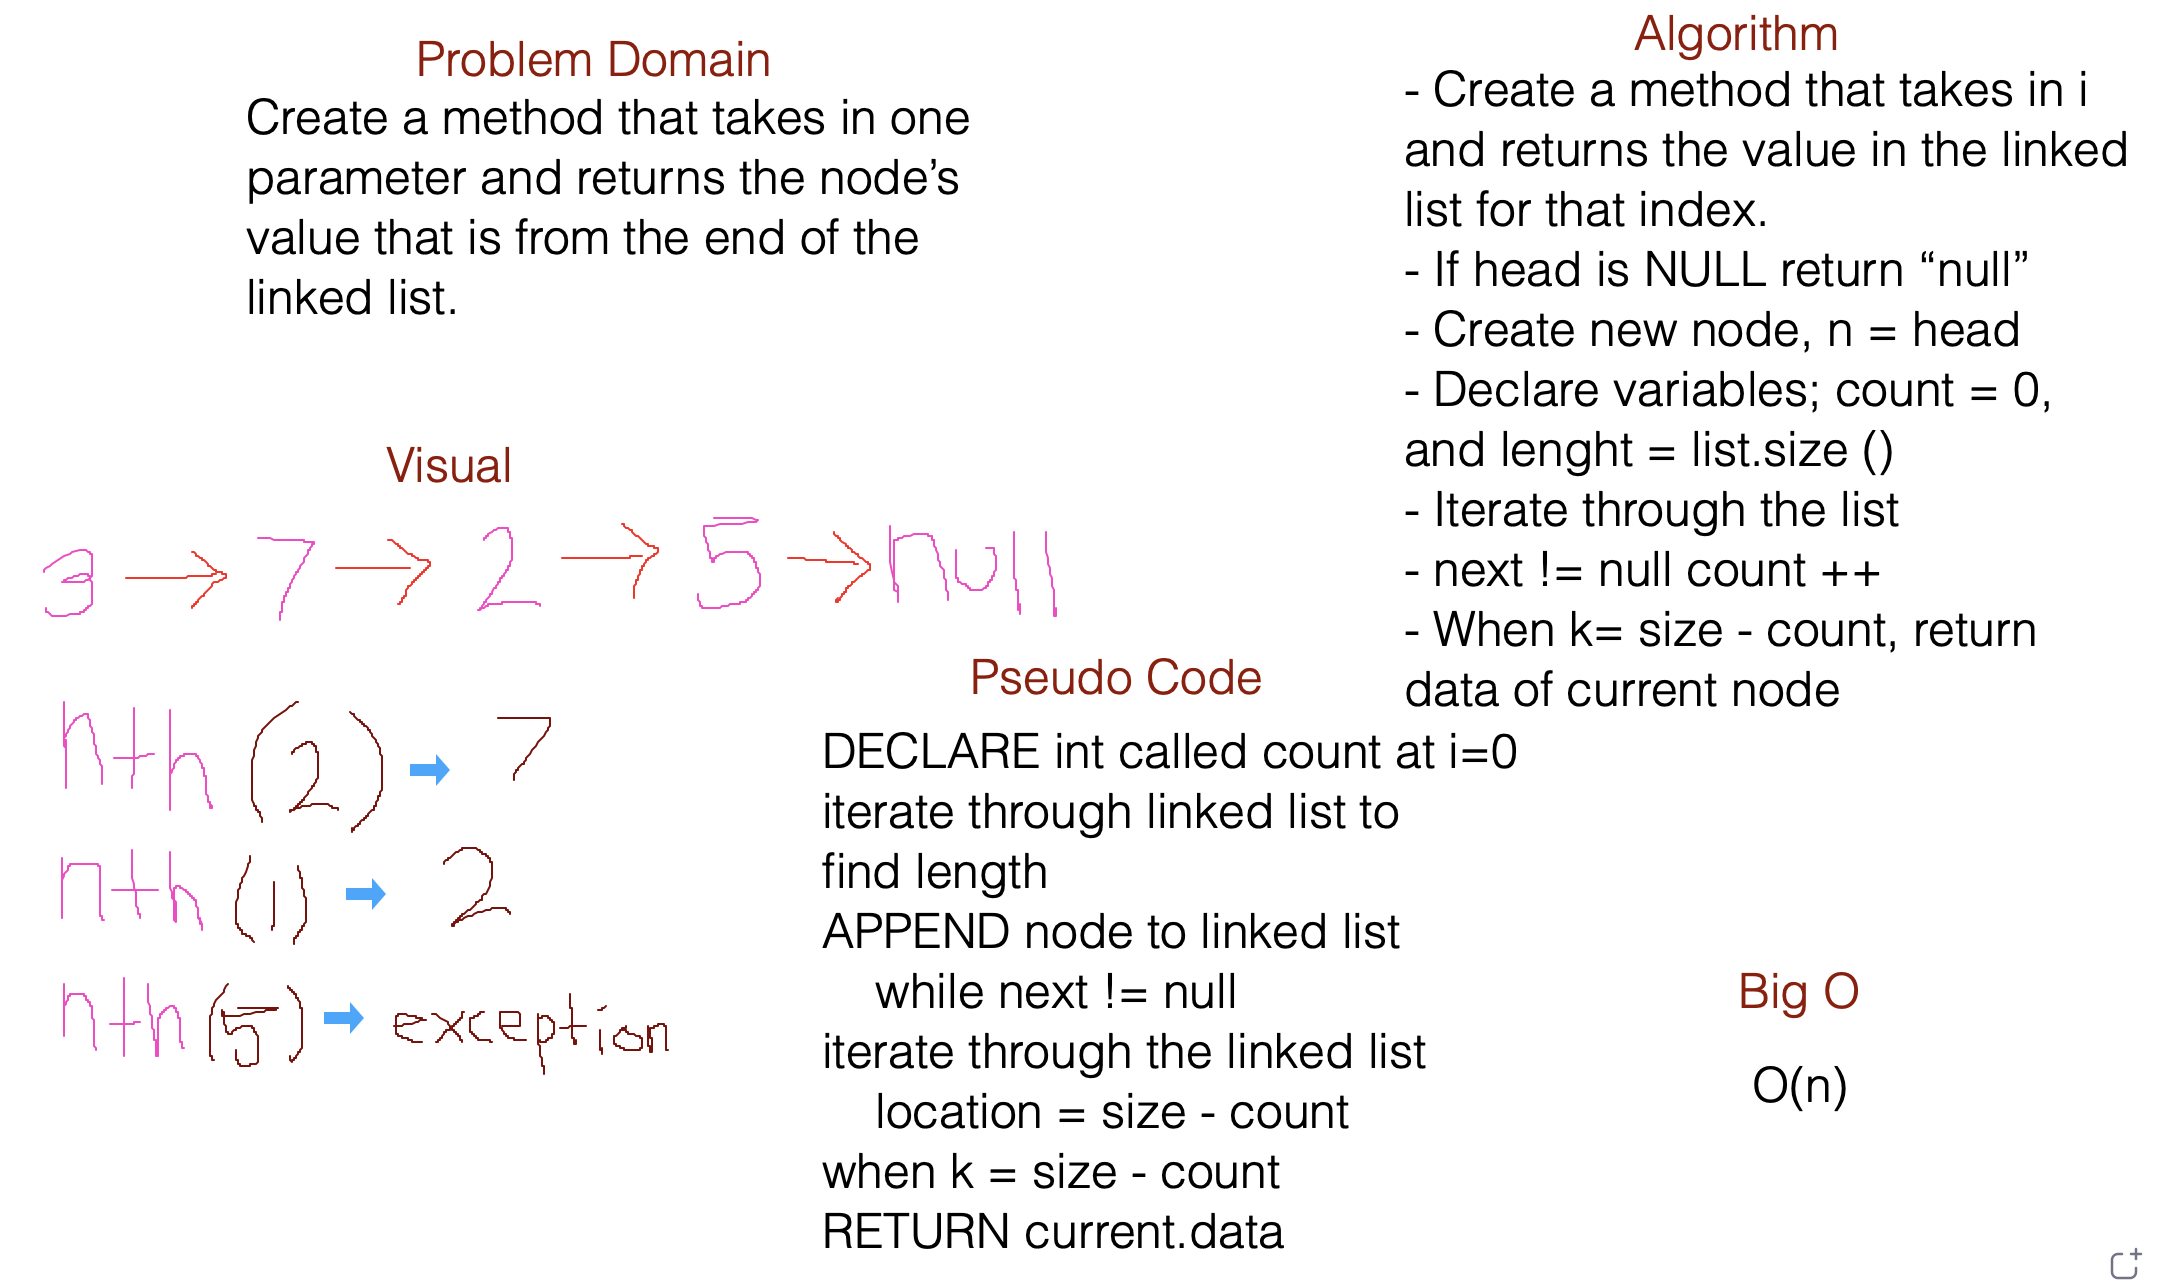 Problem Domain
Create a method that takes in one
parameter and returns the node’s
value that is from the end of the
linked list.
Visual
3 → 7 → 2 → 5 → null
nth (2) → 7
nth (1) → 2
nth (5) → exception
Pseudo Code
DECLARE int called count at i=0
iterate through linked list to
find length
APPEND node to linked list
while next != null
iterate through the linked list
location = size - count
when k = size - count
RETURN current.data
Algorithm
- Create a method that takes in i
and returns the value in the linked
list for that index.
- If head is NULL return “null”
- Create new node, n = head
- Declare variables; count = 0,
and lenght = list.size ()
- Iterate through the list
- next != null count ++
- When k= size - count, return
data of current node
Big O
O(n)